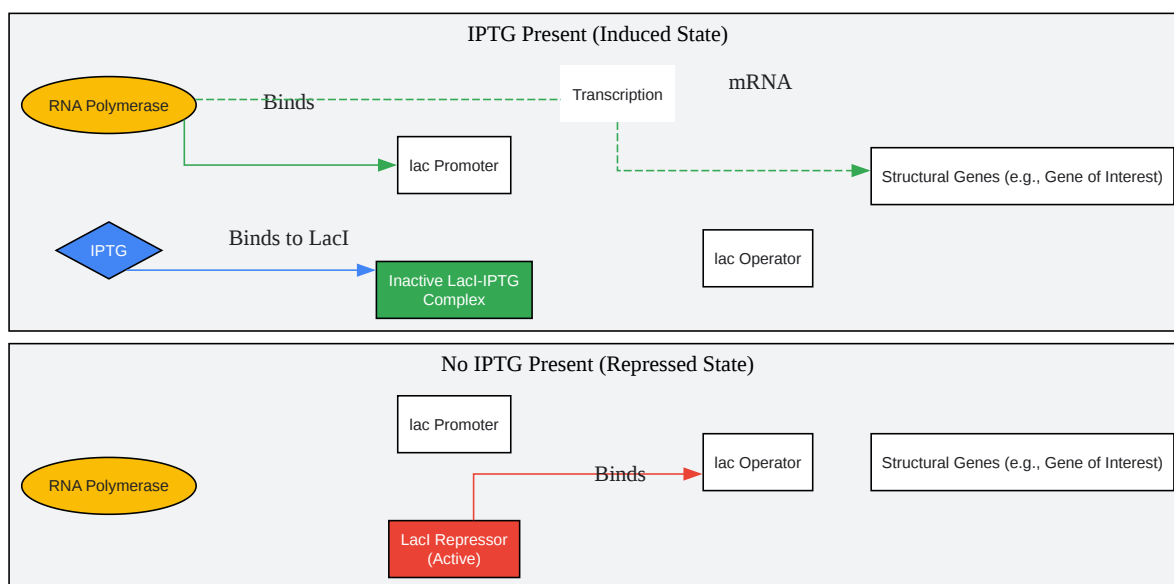 IPTG Present (Induced State)
RNA Polymerase
Binds
Transcription
mRNA
lac Promoter
Structural Genes (e.g., Gene of Interest)
IPTG
Binds to LacI
Inactive LacI-IPTG
Complex
lac Operator
No IPTG Present (Repressed State)
lac Promoter
RNA Polymerase
Binds
lac Operator
Structural Genes (e.g., Gene of Interest)
LacI Repressor
(Active)